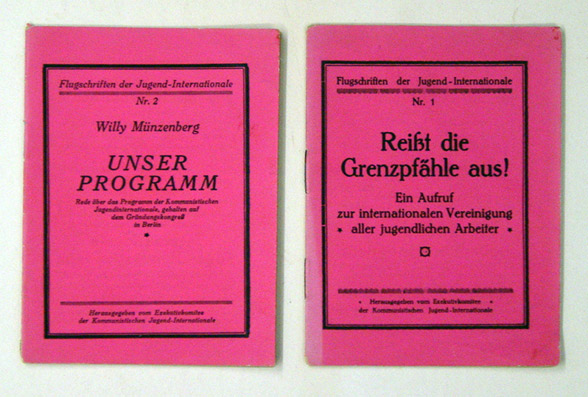 Flugschriften der Jugend-Internationale
Nr. 2
Willy Münzenberg
UNSER
PROGRAMM
Rede über das Programm der Kommunistischen
Jugendinternationale, gehalten auf
dem Gründungskongreß
in Berlin
Herausgegeben vom Exekutivkomitee
der Kommunistischen Jugend-Internationale
Flugschriften der Jugend-Internationale
Nr. 1
Reißt die
Grenzpfähle aus!
Ein Aufruf
zur internationalen Vereinigung
* aller jugendlichen Arbeiter *
* Herausgegeben vom Exekutivkomitee *
der Kommunistischen Jugend-Internationale